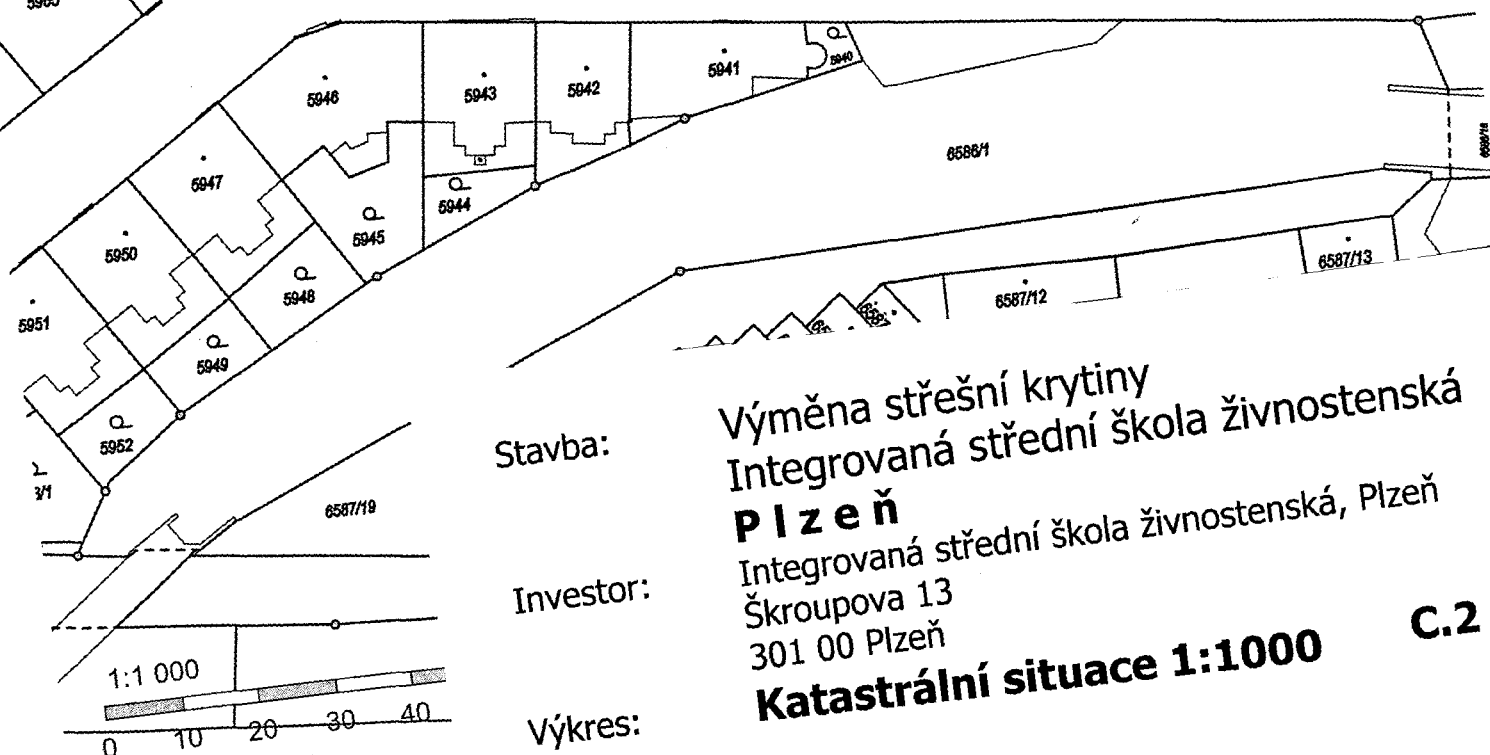 5946
5943
5942
5941
5940
5947
6586/1
5950
5945
5944
5948
5951
6587/13
6587/12
5949
5952
3/1
6587/19
Stavba:
Výměna střešní krytiny
Integrovaná střední škola živnostenská
Plzeň
Investor:
Integrovaná střední škola živnostenská, Plzeň
Škroupova 13
301 00 Plzeň
Výkres:
Katastrální situace 1:1000
C.2
1:1 000
0 10 20 30 40